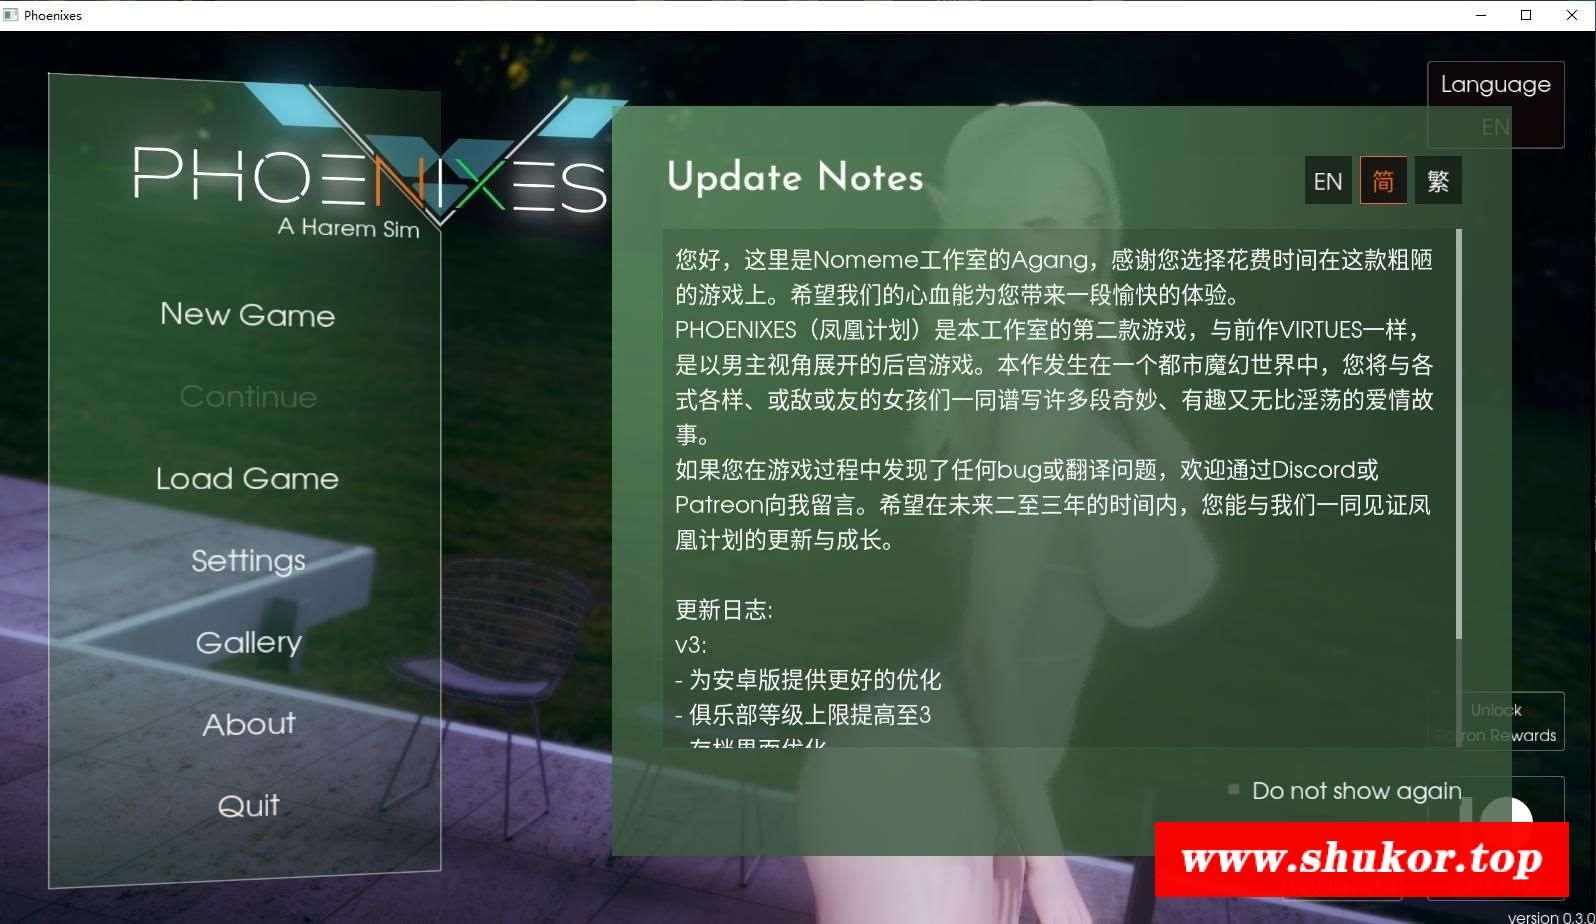 Phoenixes
PHOENIXES
A Harem Sim
New Game
Continue
Load Game
Settings
Gallery
About
Quit
Language
EN
Update Notes
EN 简 繁
您好，这里是Nomeme工作室的Agang，感谢您选择花费时间在这款粗陋
的游戏上。希望我们的心血能为您带来一段愉快的体验。
PHOENIXES（凤凰计划）是本工作室的第二款游戏，与前作VIRTUES一样，
是以男主视角展开的后宫游戏。本作发生在一个都市魔幻世界中，您将与各
式各样、或敌或友的女孩们一同谱写许多段奇妙、有趣又无比淫荡的爱情故
事。
如果您在游戏过程中发现了任何bug或翻译问题，欢迎通过Discord或
Patreon向我留言。希望在未来二至三年的时间内，您能与我们一同见证凤
凰计划的更新与成长。
更新日志:
v3:
- 为安卓版提供更好的优化
- 俱乐部等级上限提高至3
Unlock
Patron Rewards
Do not show again
www.shukor.top
Update Notes
version 0.3.0